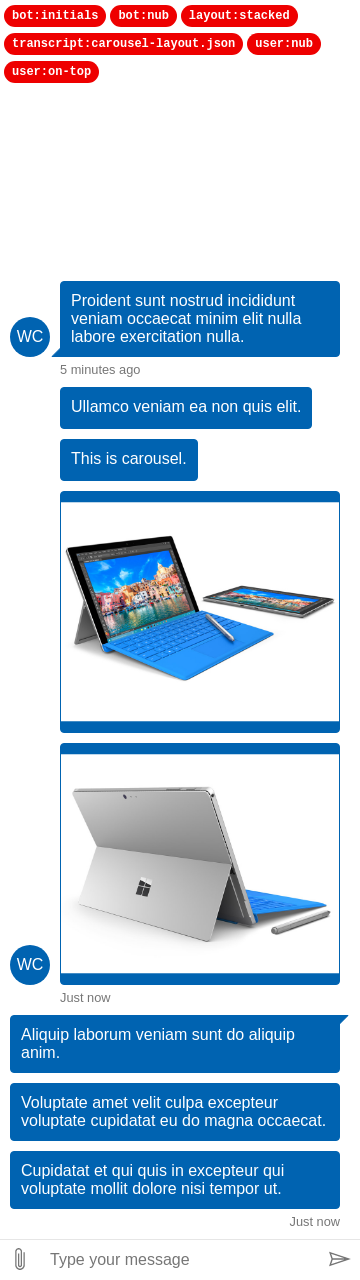 bot:initials bot:nub layout:stacked
transcript:carousel-layout.json user:nub
user:on-top
Proident sunt nostrud incididunt
veniam occaecat minim elit nulla
labore exercitation nulla.
WC
5 minutes ago
Ullamco veniam ea non quis elit.
This is carousel.
WC
Just now
Aliquip laborum veniam sunt do aliquip
anim.
Voluptate amet velit culpa excepteur
voluptate cupidatat eu do magna occaecat.
Cupidatat et qui quis in excepteur qui
voluptate mollit dolore nisi tempor ut.
Just now
Type your message